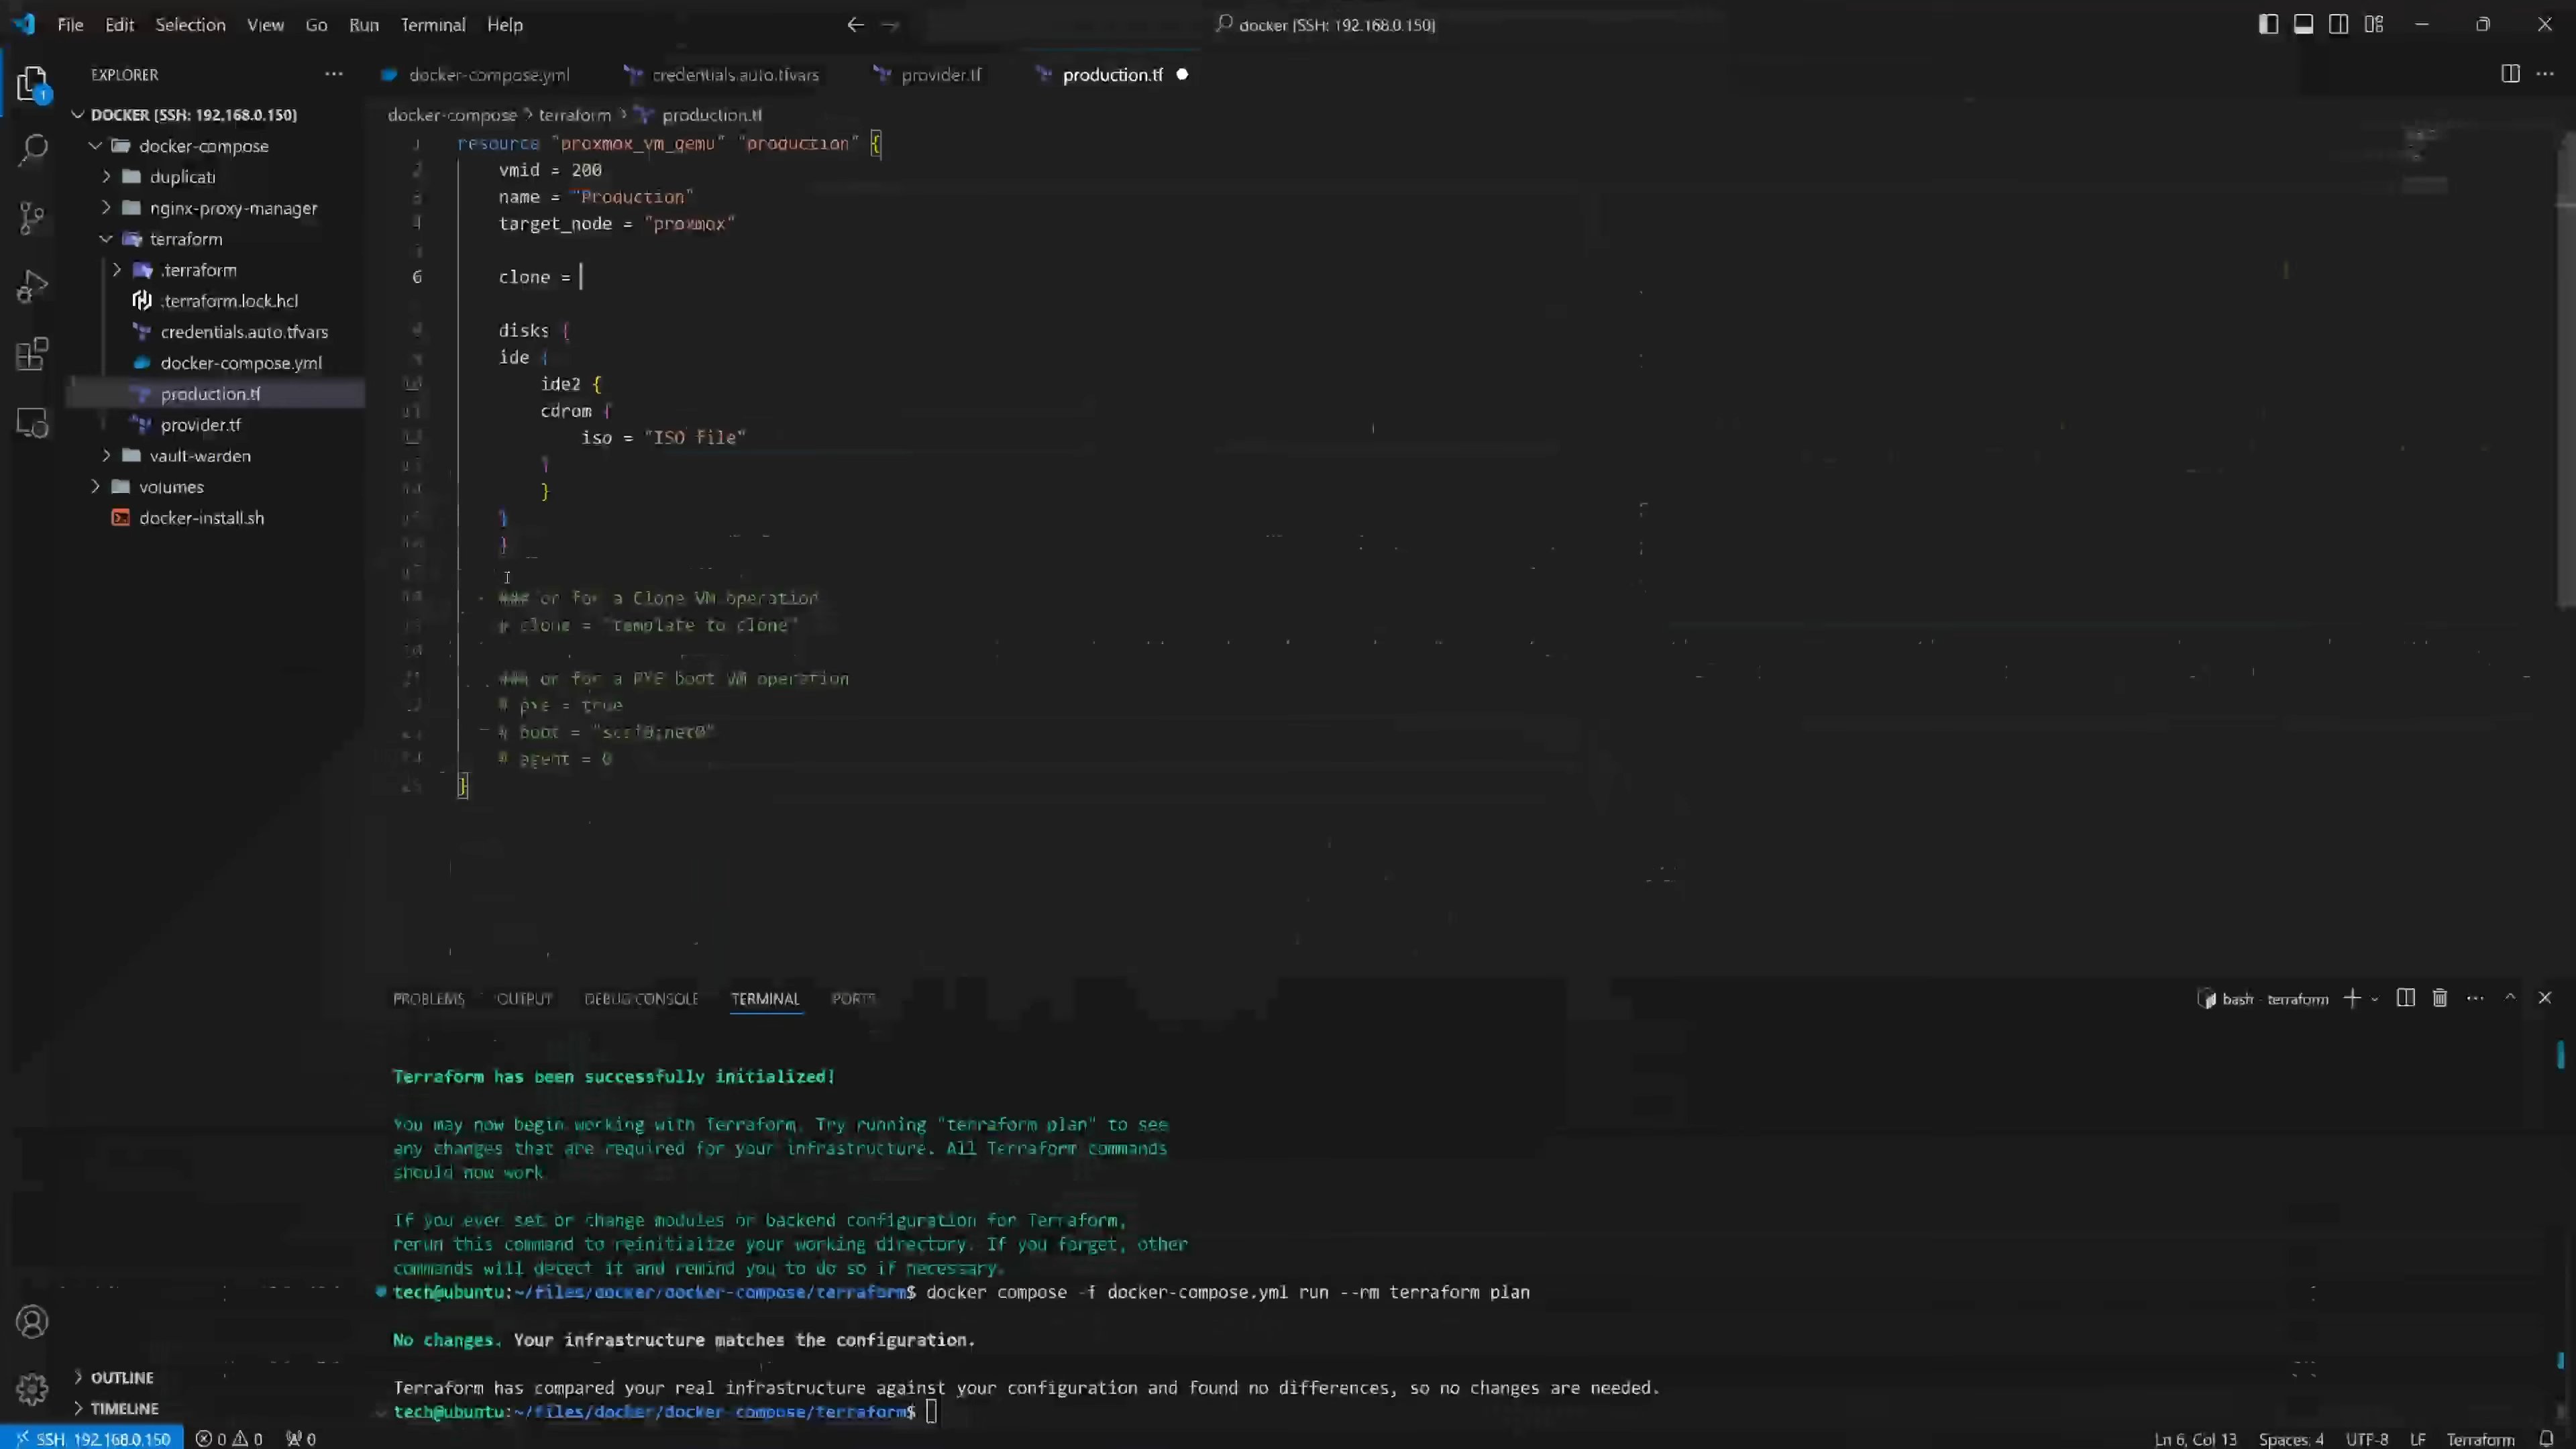 File Edit Selection View Go Run Terminal Help
docker [SSH: 192.168.0.150]
EXPLORER
docker-compose.yml credentials.auto.tfvars provider.tf production.tf
DOCKER [SSH: 192.168.0.150]
docker-compose > terraform > production.tf
docker-compose
duplicati
nginx-proxy-manager
terraform
.terraform
.terraform.lock.hcl
credentials.auto.tfvars
docker-compose.yml
production.tf
provider.tf
vault-warden
volumes
docker-install.sh
1 resource "proxmox_vm_qemu" "production" {
vmid = 200
name = "Production"
target_node = "proxmox"
6 clone =
disks {
ide {
10 ide2 {
cdrom {
iso = "ISO file"
}
}
}
}
### or for a Clone VM operation
# clone = "template to clone"
### or for a PXE boot VM operation
# pxe = true
# boot = "scsi0;net0"
# agent = 0
}
PROBLEMS OUTPUT DEBUG CONSOLE TERMINAL PORTS
bash - terraform
Terraform has been successfully initialized!
You may now begin working with Terraform. Try running "terraform plan" to see
any changes that are required for your infrastructure. All Terraform commands
should now work
If you ever set or change modules or backend configuration for Terraform,
rerun this command to reinitialize your working directory. If you forget, other
commands will detect it and remind you to do so if necessary.
tech@ubuntu:~/files/docker/docker-compose/terraform$ docker compose -f docker-compose.yml run --rm terraform plan
No changes. Your infrastructure matches the configuration.
Terraform has compared your real infrastructure against your configuration and found no differences, so no changes are needed.
tech@ubuntu:~/files/docker/docker-compose/terraform$
OUTLINE
TIMELINE
SSH: 192.168.0.150 0 0 0
Ln 6, Col 13 Spaces: 4 UTF-8 LF Terraform